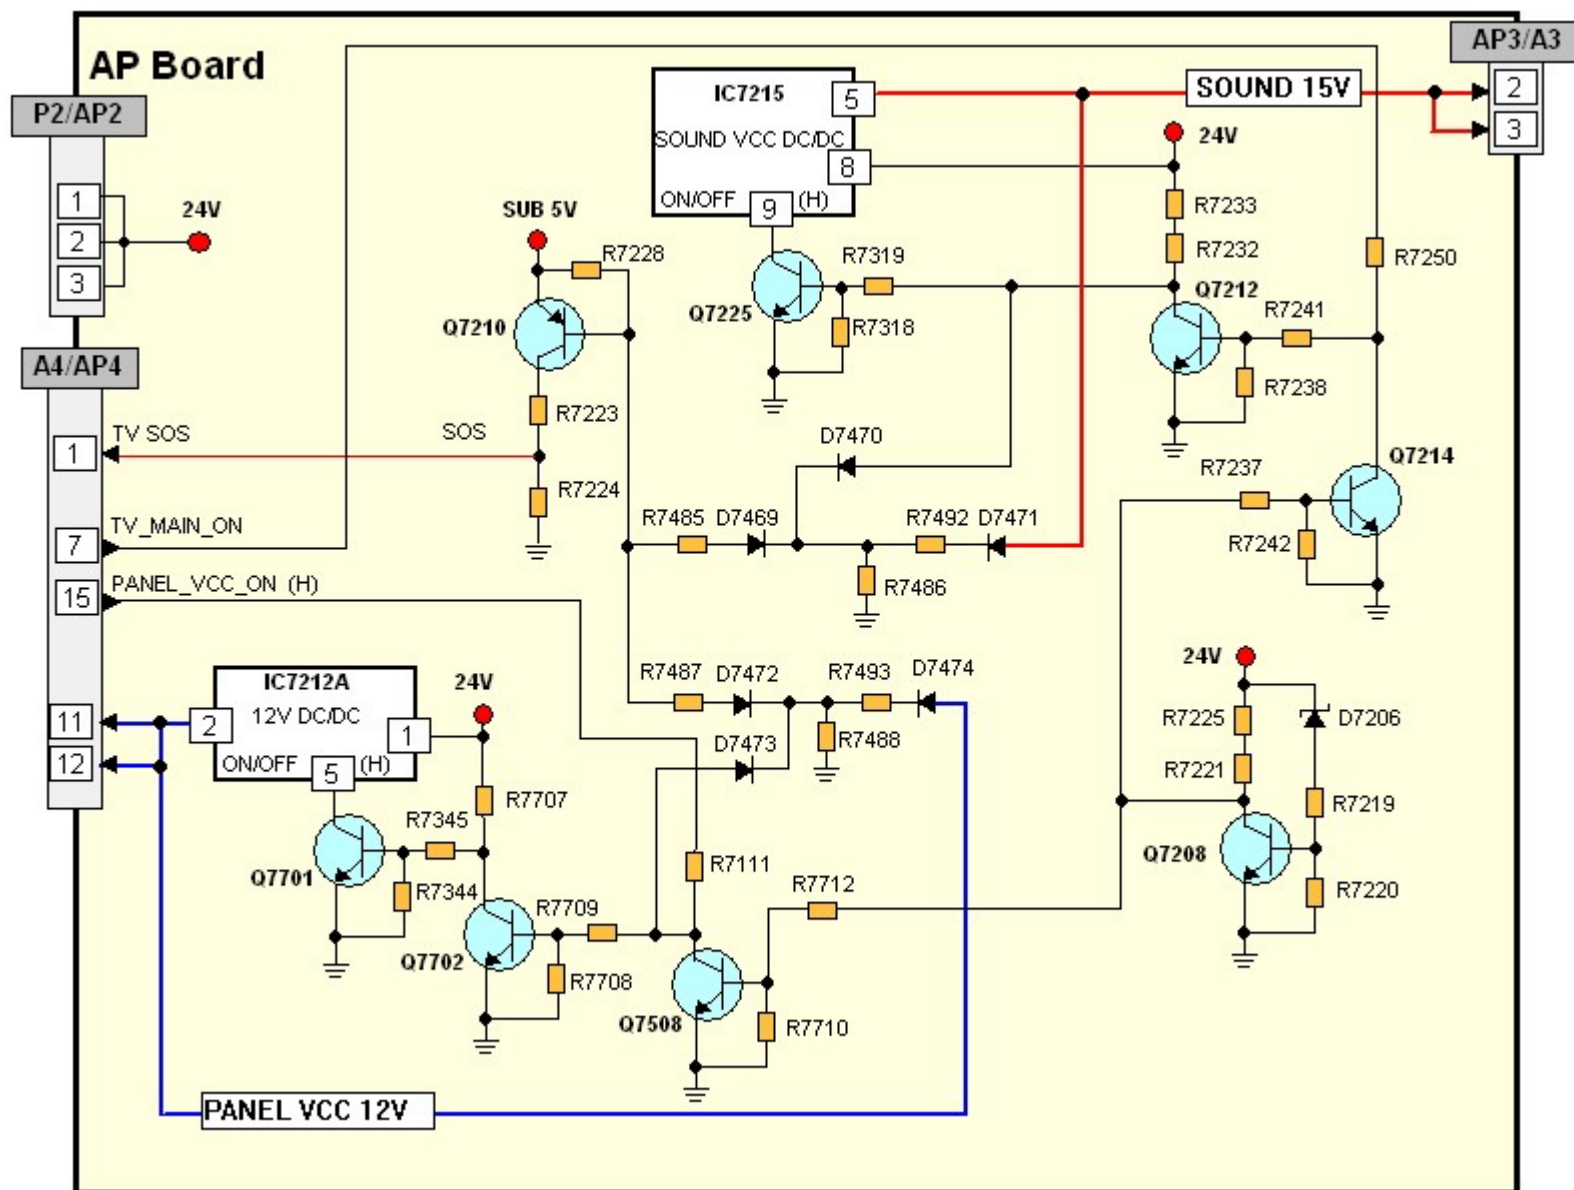 AP Board
AP3/A3
P2/AP2
IC7215
5
SOUND 15V
2
3
SOUND VCC DC/DC
24V
8
ON/OFF
9
(H)
1
2
3
24V
SUB 5V
R7228
R7233
R7232
R7250
R7319
Q7212
R7241
Q7210
Q7225
R7318
R7238
A4/AP4
R7223
TV SOS
SOS
1
D7470
Q7214
R7237
R7224
TV_MAIN_ON
7
R7485
D7469
R7492
D7471
R7242
PANEL_VCC_ON (H)
15
R7486
IC7212A
24V
R7487
D7472
R7493
D7474
24V
11
2
12V DC/DC
1
R7488
R7225
D7206
12
ON/OFF
5
(H)
D7473
R7221
R7707
R7219
R7345
Q7701
R7344
R7111
Q7208
R7712
R7220
R7709
Q7702
R7708
Q7508
R7710
PANEL VCC 12V